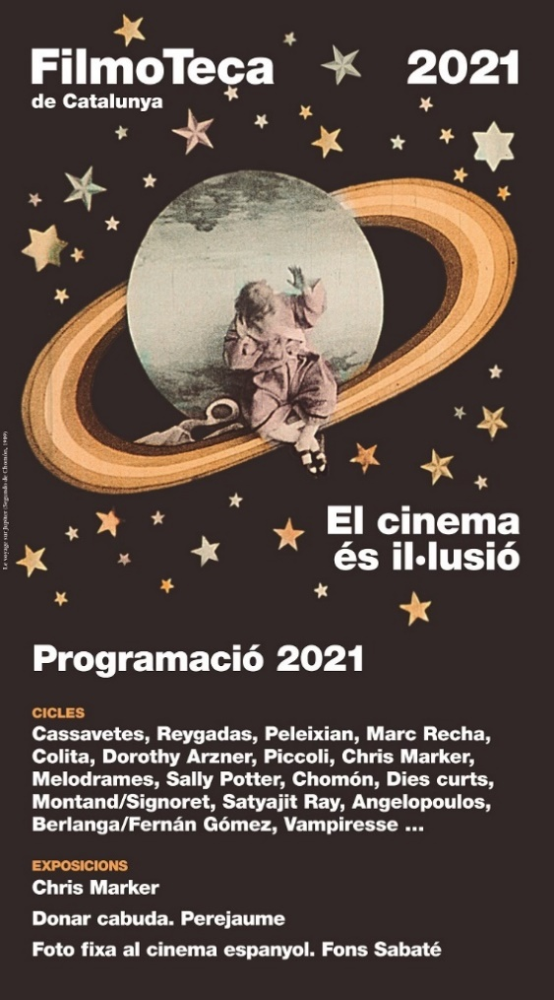 FilmoTeca 2021
de Catalunya
Le voyage sur Jupiter (Segundo de Chomón, 1909)
El cinema
és il·lusió
Programació 2021
CICLES
Cassavetes, Reygadas, Peleixian, Marc Recha,
Colita, Dorothy Arzner, Piccoli, Chris Marker,
Melodrames, Sally Potter, Chomón, Dies curts,
Montand/Signoret, Satyajit Ray, Angelopoulos,
Berlanga/Fernán Gómez, Vampiresse ...
EXPOSICIONS
Chris Marker
Donar cabuda. Perejaume
Foto fixa al cinema espanyol. Fons Sabaté